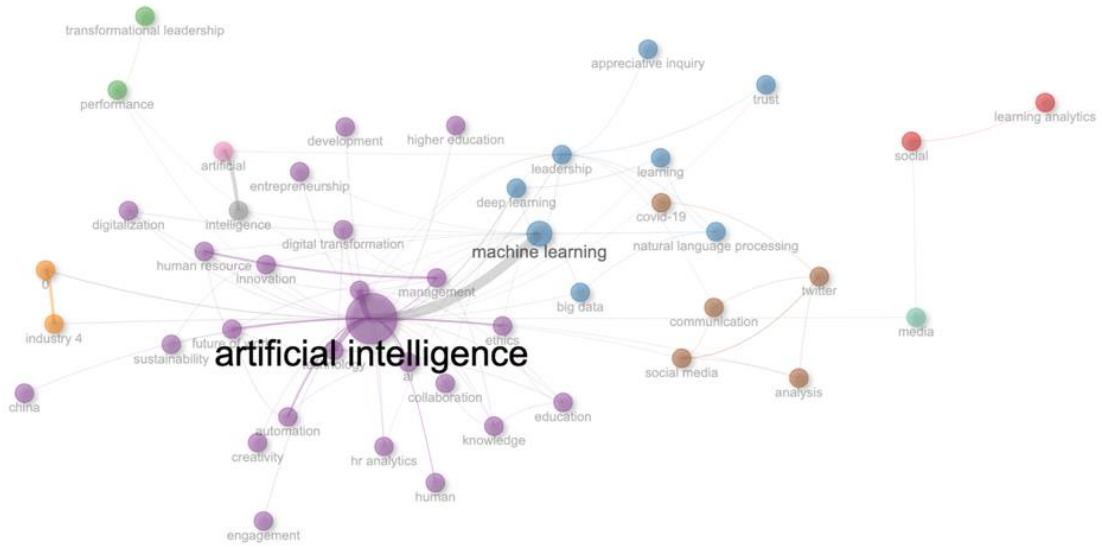 transformational leadership
appreciative inquiry
performance
trust
learning analytics
development
higher education
social
artificial
leadership
learning
entrepreneurship
deep learning
covid-19
digitalization
intelligence
digital transformation
machine learning
natural language processing
human resource
innovation
management
0
big data
twitter
communication
media
industry 4
future of
ethics
sustainability
artificial intelligence
technology
ai
social media
analysis
china
collaboration
education
automation
knowledge
creativity
hr analytics
human
engagement